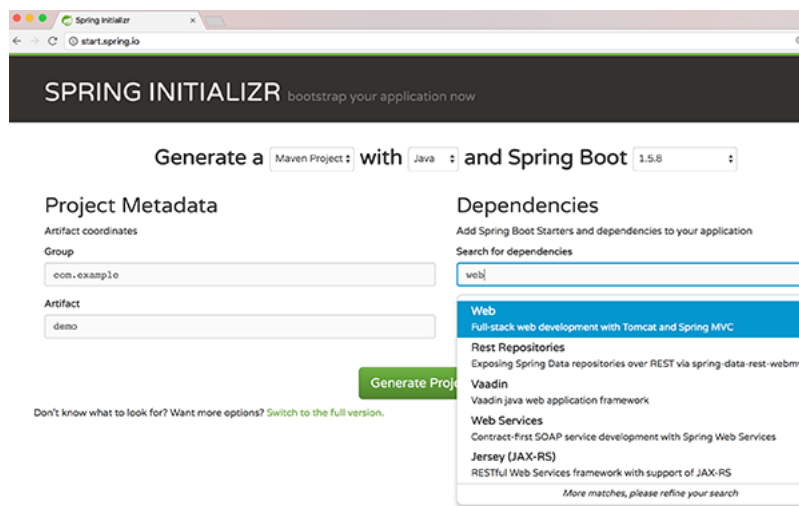 Spring Initializr
start.spring.io
SPRING INITIALIZR bootstrap your application now
Generate a Maven Project with Java and Spring Boot 1.5.8
Project Metadata
Artifact coordinates
Group
com.example
Artifact
demo
Dependencies
Add Spring Boot Starters and dependencies to your application
Search for dependencies
web
Web
Full-stack web development with Tomcat and Spring MVC
Rest Repositories
Exposing Spring Data repositories over REST via spring-data-rest-webm
Vaadin
Vaadin java web application framework
Web Services
Contract-first SOAP service development with Spring Web Services
Jersey (JAX-RS)
RESTful Web Services framework with support of JAX-RS
More matches, please refine your search
Generate Proj
Don't know what to look for? Want more options? Switch to the full version.